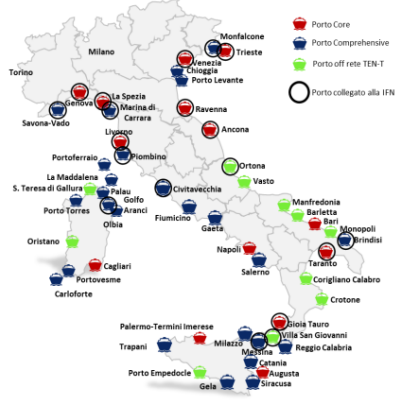 Porto Core
Porto Comprehensive
Porto off rete TEN-T
Porto collegato alla IFN
Monfalcone
Trieste
Milano
Venezia
Chioggia
Porto Levante
Torino
Genova
La Spezia
Marina di
Carrara
Savona-Vado
Ravenna
Livorno
Ancona
Piombino
Portoferraio
Ortona
Vasto
La Maddalena
S. Teresa di Gallura
Palau
Golfo
Aranci
Civitavecchia
Porto Torres
Olbia
Fiumicino
Gaeta
Manfredonia
Barletta
Bari
Monopoli
Brindisi
Oristano
Napoli
Salerno
Taranto
Cagliari
Portovesme
Carloforte
Corigliano Calabro
Crotone
Gioia Tauro
Palermo-Termini Imerese
Villa San Giovanni
Trapani
Milazzo
Messina
Reggio Calabria
Catania
Porto Empedocle
Augusta
Gela
Siracusa